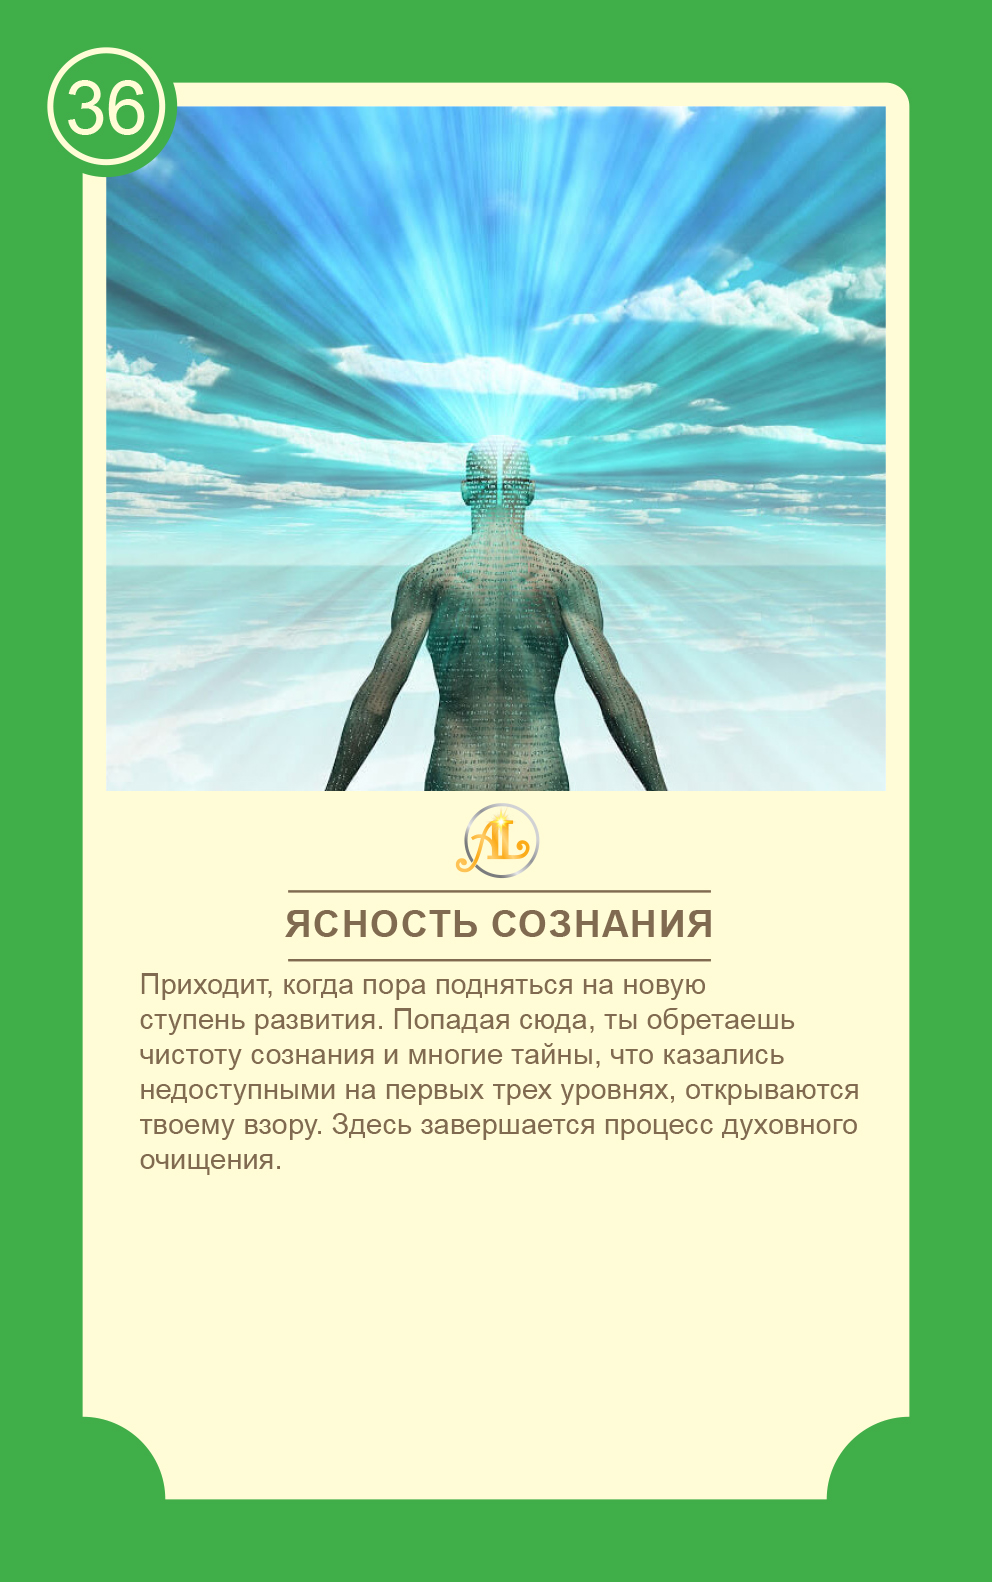 36
AL
ЯСНОСТЬ СОЗНАНИЯ
Приходит, когда пора подняться на новую
ступень развития. Попадая сюда, ты обретаешь
чистоту сознания и многие тайны, что казались
недоступными на первых трех уровнях, открываются
твоему взору. Здесь завершается процесс духовного
очищения.